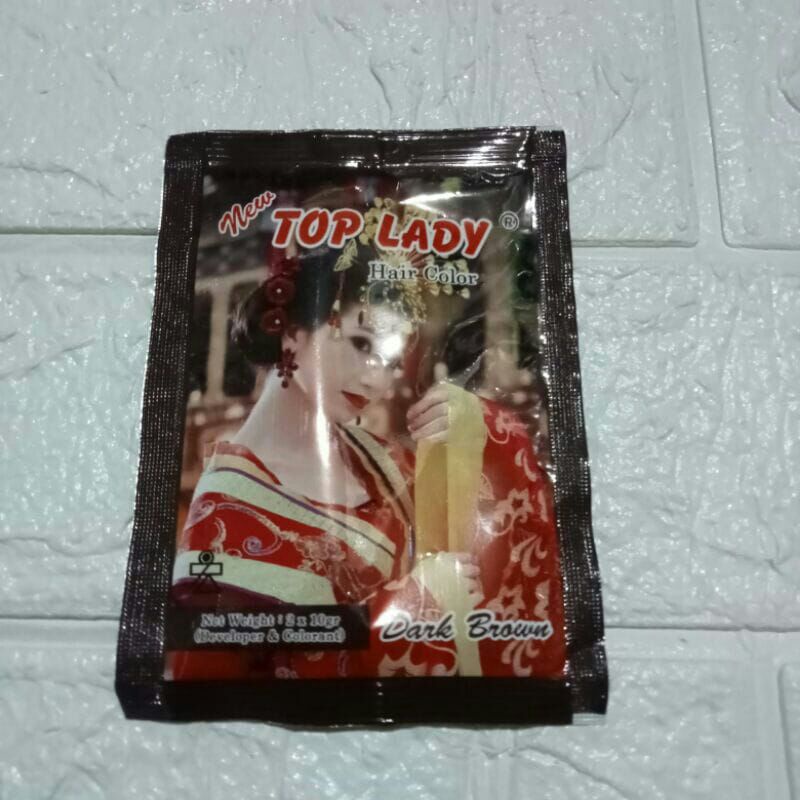 New
TOP LADY ®
Hair Color
Net Weight : 2 x 10gr
(Developer & Colorant)
Dark Brown